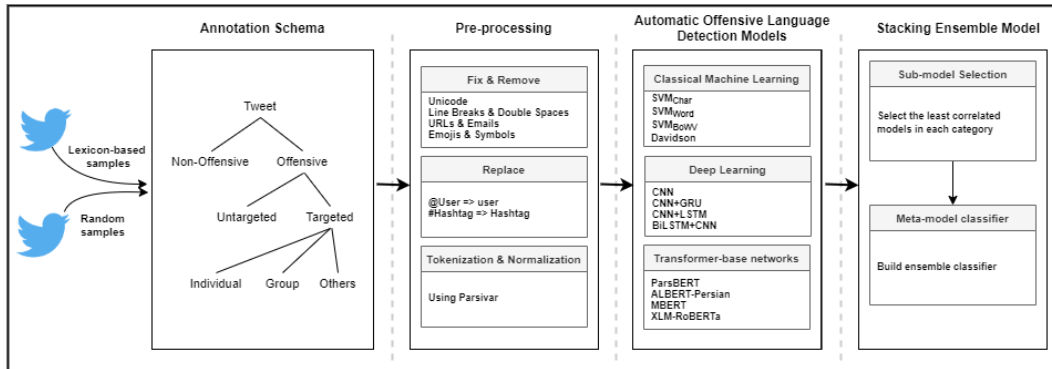 Annotation Schema
Pre-processing
Automatic Offensive Language
Detection Models
Stacking Ensemble Model
Lexicon-based
samples
Random
samples
Tweet
Non-Offensive
Offensive
Untargeted
Targeted
Individual
Group
Others
Fix & Remove
Unicode
Line Breaks & Double Spaces
URLs & Emails
Emojis & Symbols
Replace
@User => user
#Hashtag => Hashtag
Tokenization & Normalization
Using Parsivar
Classical Machine Learning
SVMChar
SVMWord
SVMBoWV
Davidson
Deep Learning
CNN
CNN+GRU
CNN+LSTM
BiLSTM+CNN
Transformer-base networks
ParsBERT
ALBERT-Persian
MBERT
XLM-RoBERTa
Sub-model Selection
Select the least correlated
models in each category
Meta-model classifier
Build ensemble classifier